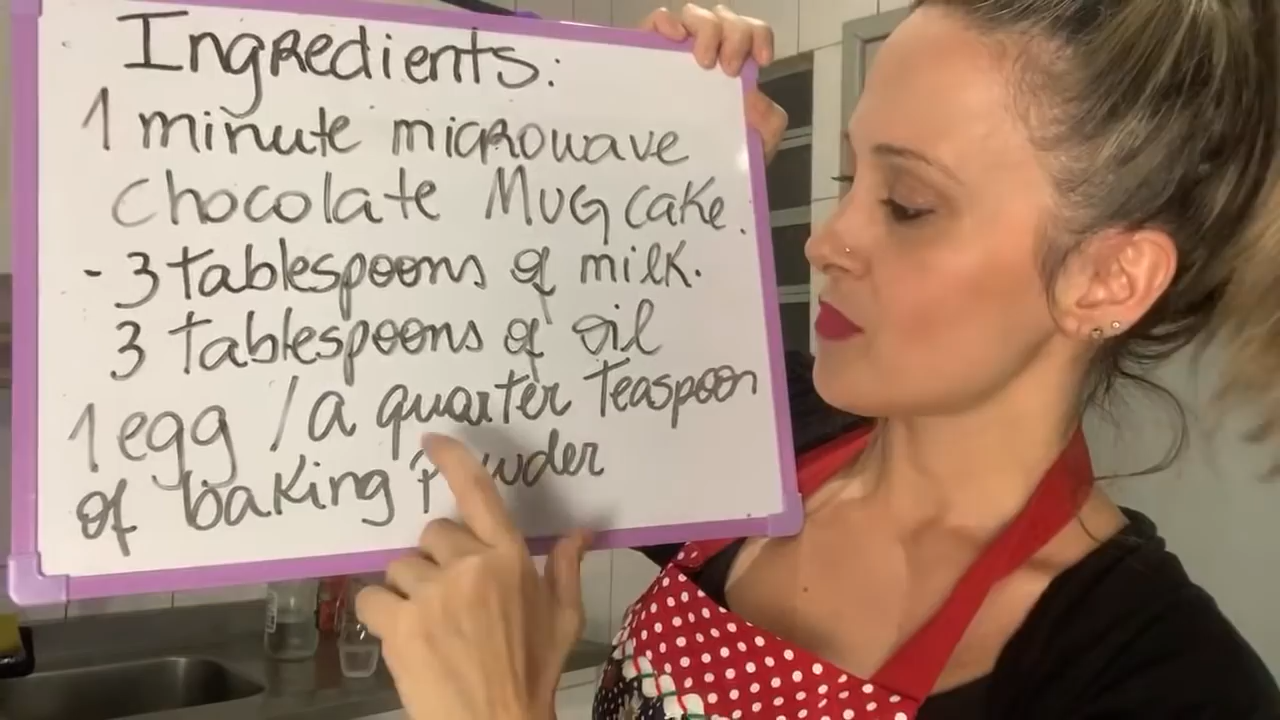 Ingredients:
1 minute microwave
chocolate Mug cake.
- 3 tablespoons of milk.
3 tablespoons of oil
1 egg / a quarter teaspoon
of baking powder